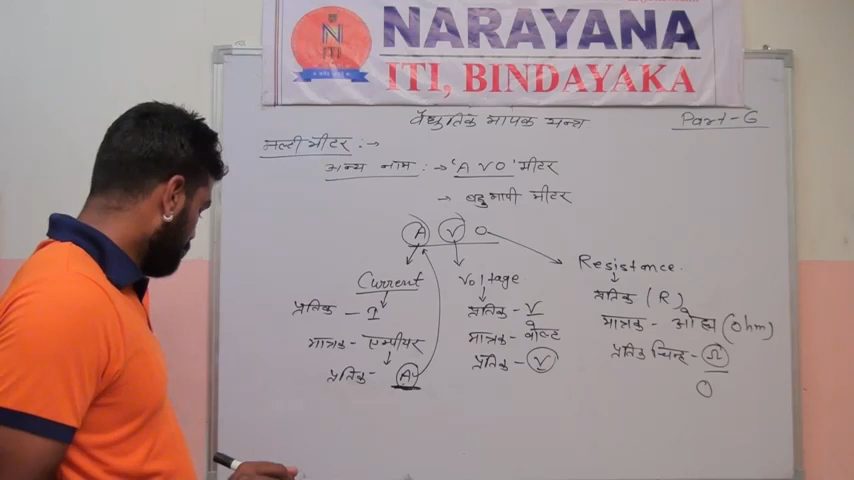 NARAYANA
ITI, BINDAYAKA
वैद्युतिक मापक यन्त्र
Part-6
मल्टीमीटर :→
अन्य नाम :→ 'AVO' मीटर
→ बहुमापी मीटर
A V O
Current
Voltage
Resistance.
प्रतिक - I
प्रतिक - V
प्रतिक (R)
मात्रक - एम्पीयर
मात्रक - वोल्ट
मात्रक - ओह्म (Ohm)
प्रतिक - A
प्रतिक - V
प्रतिक चिन्ह - Ω
O